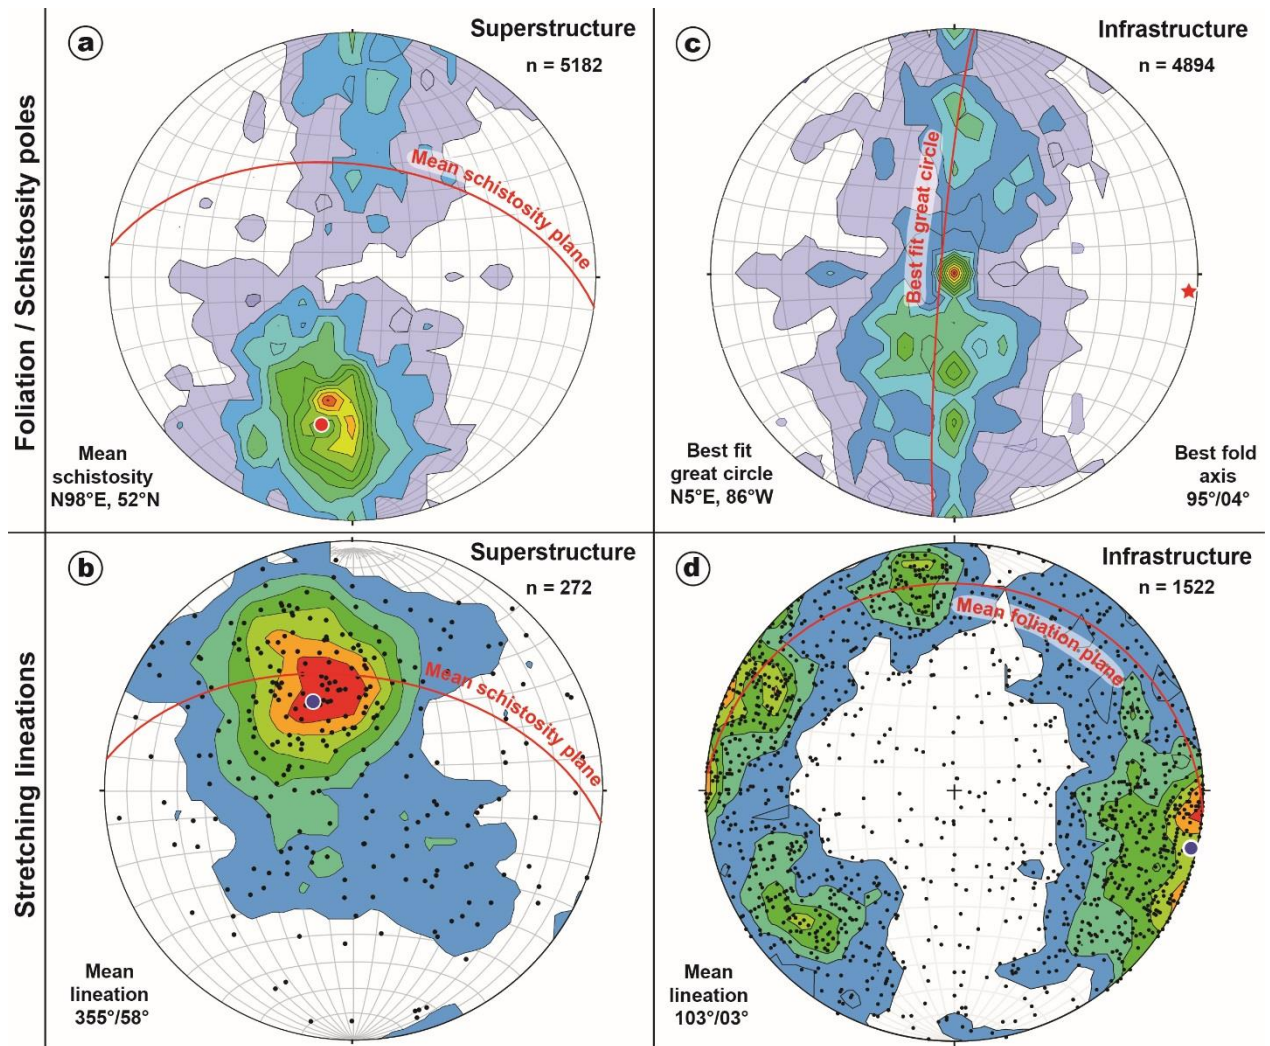 Foliation / Schistosity poles
a
Superstructure
n = 5182
Mean schistosity plane
Mean
schistosity
N98°E, 52°N
c
Infrastructure
n = 4894
Best fit great circle
Best fit
great circle
N5°E, 86°W
Best fold
axis
95°/04°
Stretching lineations
b
Superstructure
n = 272
Mean schistosity plane
Mean
lineation
355°/58°
d
Infrastructure
n = 1522
Mean foliation plane
Mean
lineation
103°/03°